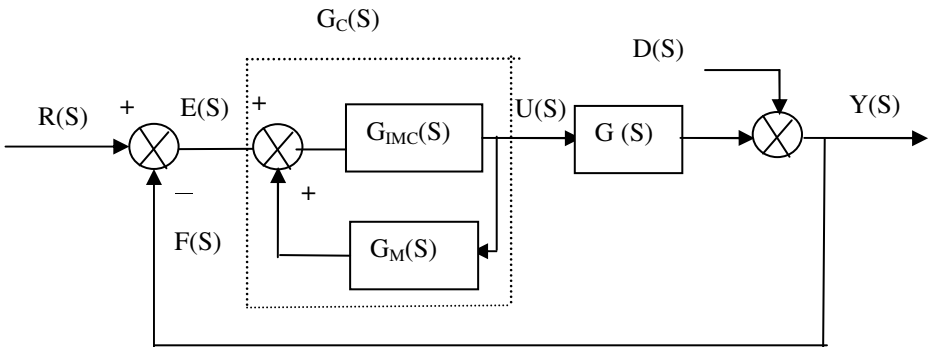 G_C(S)
D(S)
+ E(S) + U(S) Y(S)
R(S) G_IMC(S) G (S)
— +
F(S) G_M(S)